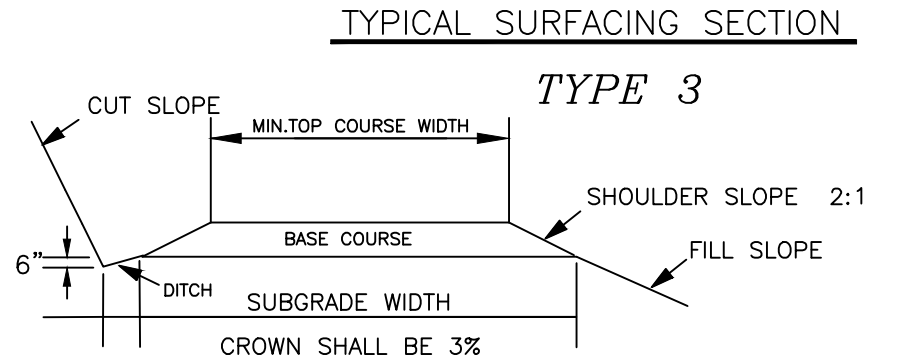 TYPICAL SURFACING SECTION
TYPE 3
CUT SLOPE
MIN.TOP COURSE WIDTH
SHOULDER SLOPE 2:1
BASE COURSE
FILL SLOPE
6"
DITCH
SUBGRADE WIDTH
CROWN SHALL BE 3%